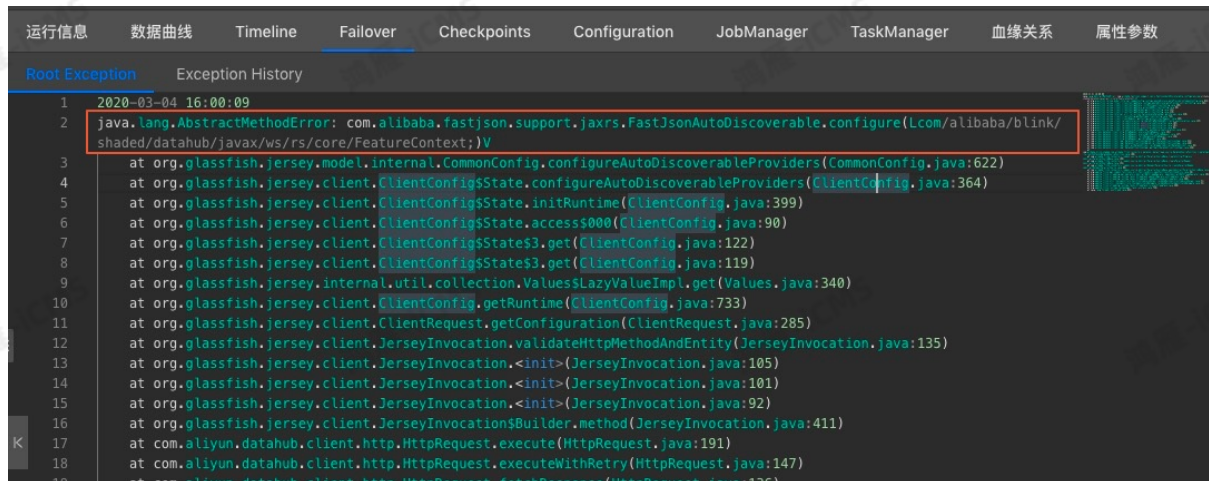 运行信息 数据曲线 Timeline Failover Checkpoints Configuration JobManager TaskManager 血缘关系 属性参数
Root Exception Exception History
1 2020-03-04 16:00:09
2 java.lang.AbstractMethodError: com.alibaba.fastjson.support.jaxrs.FastJsonAutoDiscoverable.configure(Lcom/alibaba/blink/
shaded/datahub/javax/ws/rs/core/FeatureContext;)V
3 at org.glassfish.jersey.model.internal.CommonConfig.configureAutoDiscoverableProviders(CommonConfig.java:622)
4 at org.glassfish.jersey.client.ClientConfig$State.configureAutoDiscoverableProviders(ClientConfig.java:364)
5 at org.glassfish.jersey.client.ClientConfig$State.initRuntime(ClientConfig.java:399)
6 at org.glassfish.jersey.client.ClientConfig$State.access$000(ClientConfig.java:90)
7 at org.glassfish.jersey.client.ClientConfig$State$3.get(ClientConfig.java:122)
8 at org.glassfish.jersey.client.ClientConfig$State$3.get(ClientConfig.java:119)
9 at org.glassfish.jersey.internal.util.collection.Values$LazyValueImpl.get(Values.java:340)
10 at org.glassfish.jersey.client.ClientConfig.getRuntime(ClientConfig.java:733)
11 at org.glassfish.jersey.client.ClientRequest.getConfiguration(ClientRequest.java:285)
12 at org.glassfish.jersey.client.JerseyInvocation.validateHttpMethodAndEntity(JerseyInvocation.java:135)
13 at org.glassfish.jersey.client.JerseyInvocation.<init>(JerseyInvocation.java:105)
14 at org.glassfish.jersey.client.JerseyInvocation.<init>(JerseyInvocation.java:101)
15 at org.glassfish.jersey.client.JerseyInvocation.<init>(JerseyInvocation.java:92)
16 at org.glassfish.jersey.client.JerseyInvocation$Builder.method(JerseyInvocation.java:411)
17 at com.aliyun.datahub.client.http.HttpRequest.execute(HttpRequest.java:191)
18 at com.aliyun.datahub.client.http.HttpRequest.executeWithRetry(HttpRequest.java:147)